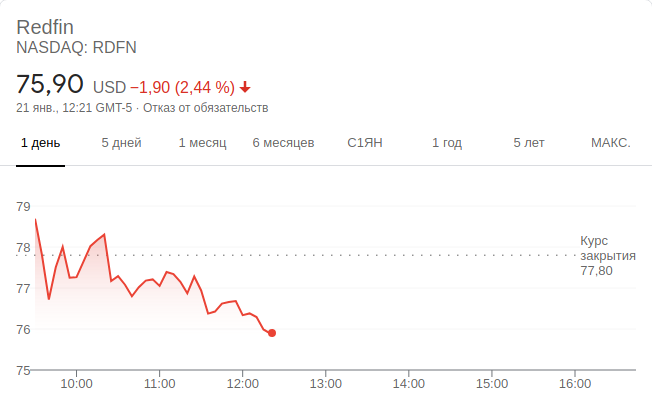 Redfin
NASDAQ: RDFN
75,90 USD −1,90 (2,44 %)
21 янв., 12:21 GMT-5 · Отказ от обязательств
1 день 5 дней 1 месяц 6 месяцев С1ЯН 1 год 5 лет МАКС.
79
78
77
76
75
Курс
закрытия
77,80
10:00 11:00 12:00 13:00 14:00 15:00 16:00